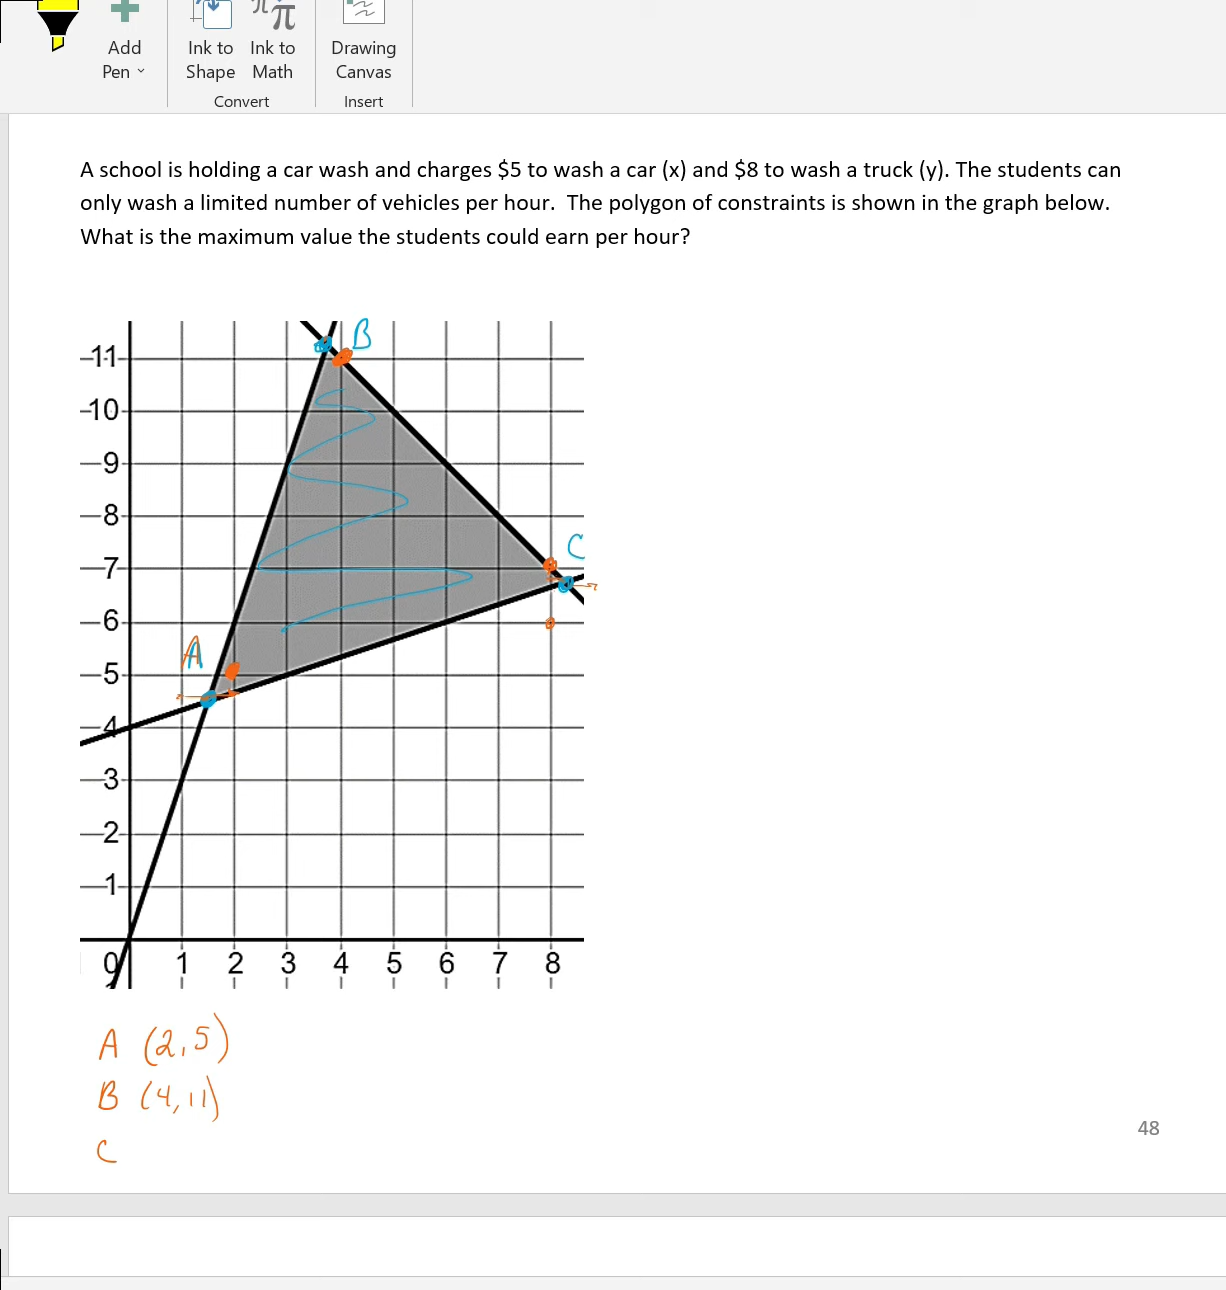 Add
Pen
Ink to
Shape
Ink to
Math
Convert
Drawing
Canvas
Insert
A school is holding a car wash and charges $5 to wash a car (x) and $8 to wash a truck (y). The students can
only wash a limited number of vehicles per hour.  The polygon of constraints is shown in the graph below.
What is the maximum value the students could earn per hour?
B
11
10
9
8
C
7
6
A
5
4
3
2
1
0 1 2 3 4 5 6 7 8
A (2,5)
B (4,11)
C
48